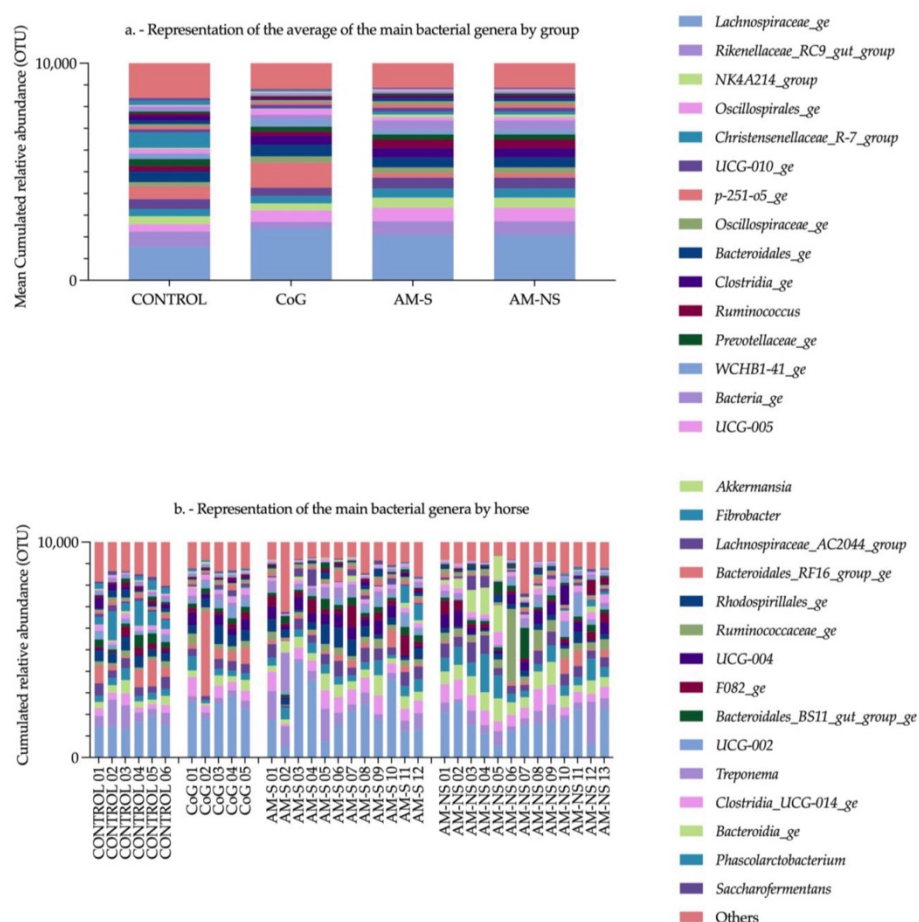 a. - Representation of the average of the main bacterial genera by group
Mean Cumulated relative abundance (OTU)
10,000
0
CONTROL
CoG
AM-S
AM-NS
Lachnospiraceae_ge
Rikenellaceae_RC9_gut_group
NK4A214_group
Oscillospirales_ge
Christensenellaceae_R-7_group
UCG-010_ge
p-251-o5_ge
Oscillospiraceae_ge
Bacteroidales_ge
Clostridia_ge
Ruminococcus
Prevotellaceae_ge
WCHB1-41_ge
Bacteria_ge
UCG-005
Akkermansia
Fibrobacter
Lachnospiraceae_AC2044_group
Bacteroidales_RF16_group_ge
Rhodospirillales_ge
Ruminococcaceae_ge
UCG-004
F082_ge
Bacteroidales_BS11_gut_group_ge
UCG-002
Treponema
Clostridia_UCG-014_ge
Bacteroidia_ge
Phascolarctobacterium
Saccharofermentans
Others
b. - Representation of the main bacterial genera by horse
Cumulated relative abundance (OTU)
10,000
0
CONTROL 01
CONTROL 02
CONTROL 03
CONTROL 04
CONTROL 05
CONTROL 06
CoG 01
CoG 02
CoG 03
CoG 04
CoG 05
AM-S 01
AM-S 02
AM-S 03
AM-S 04
AM-S 05
AM-S 06
AM-S 07
AM-S 08
AM-S 09
AM-S 10
AM-S 11
AM-S 12
AM-NS 01
AM-NS 02
AM-NS 03
AM-NS 04
AM-NS 05
AM-NS 06
AM-NS 07
AM-NS 08
AM-NS 09
AM-NS 10
AM-NS 11
AM-NS 12
AM-NS 13